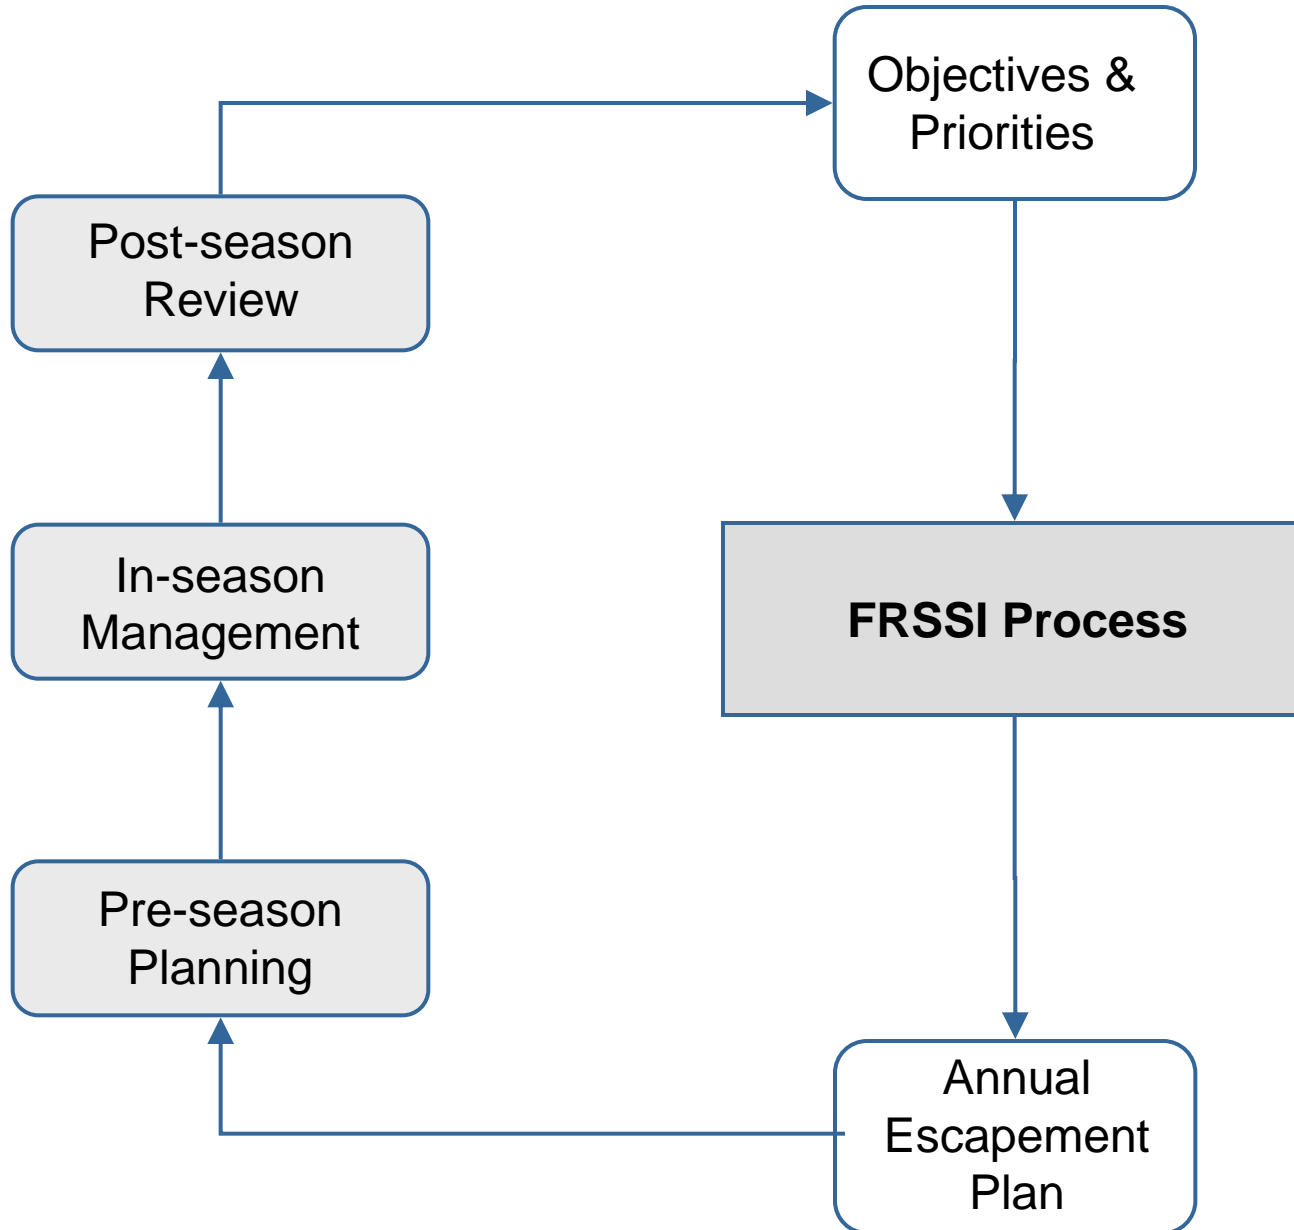 Objectives &
Priorities
Post-season
Review
In-season
Management
FRSSI Process
Pre-season
Planning
Annual
Escapement
Plan